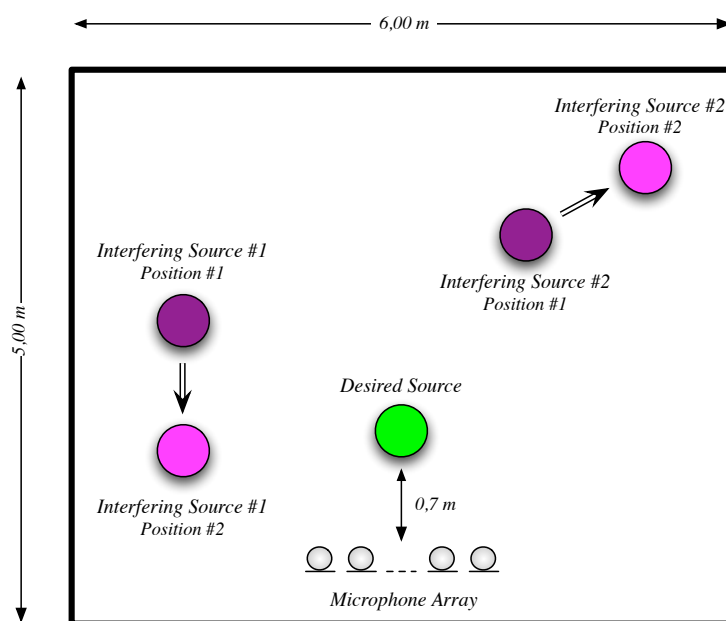 6,00 m
Interfering Source #2
Position #2
Interfering Source #1
Position #1
Interfering Source #2
Position #1
5,00 m
Desired Source
Interfering Source #1
Position #2
0,7 m
Microphone Array